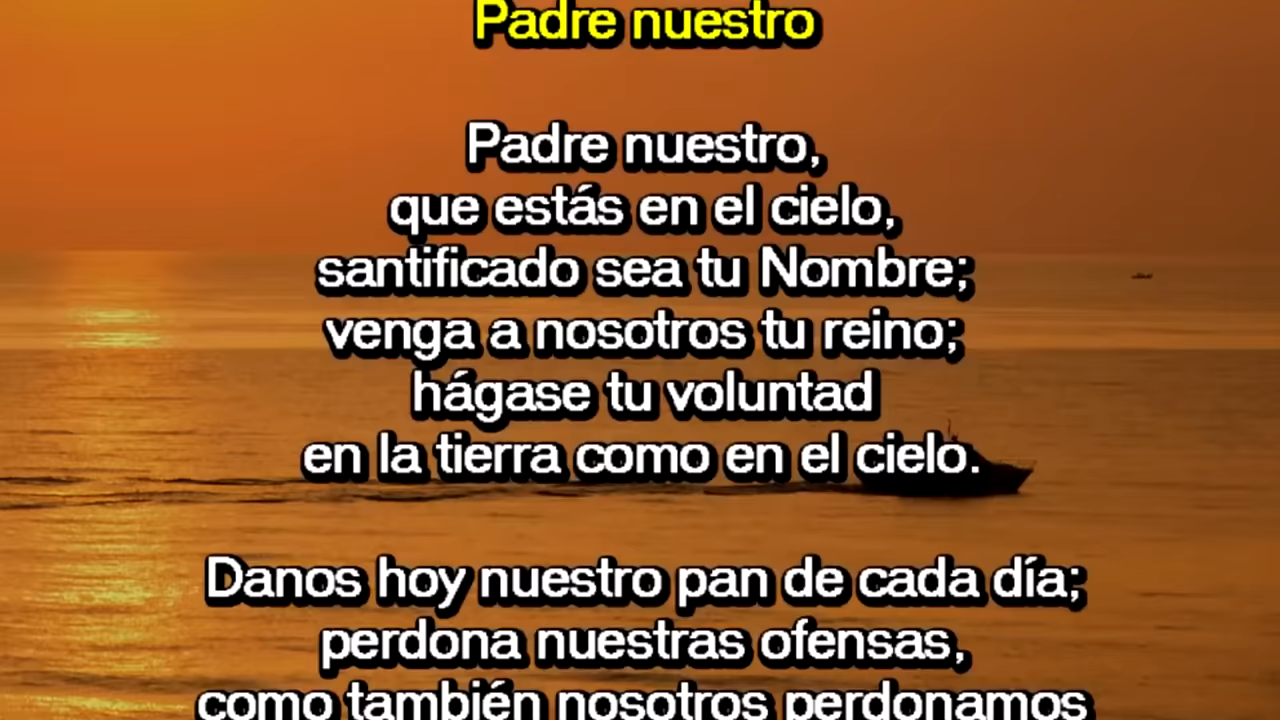 Padre nuestro
Padre nuestro,
que estás en el cielo,
santificado sea tu Nombre;
venga a nosotros tu reino;
hágase tu voluntad
en la tierra como en el cielo.
Danos hoy nuestro pan de cada día;
perdona nuestras ofensas,
como también nosotros perdonamos